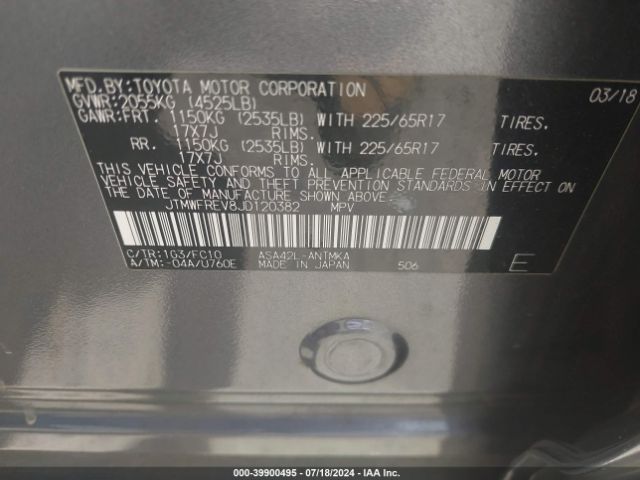 MFD.BY:TOYOTA MOTOR CORPORATION 03/18
GVWR:2055KG (4525LB)
GAWR:FRT. 1150KG (2535LB) WITH 225/65R17 TIRES.
17X7J RIMS.
RR. 1150KG (2535LB) WITH 225/65R17 TIRES.
17X7J RIMS.
THIS VEHICLE CONFORMS TO ALL APPLICABLE FEDERAL MOTOR
VEHICLE SAFETY AND THEFT PREVENTION STANDARDS IN EFFECT ON
THE DATE OF MANUFACTURE SHOWN ABOVE.
JTMWFREV8JD120382 MPV
C/TR:1G3/FC10 ASA42L-ANTMKA
A/TM:-04A/U760E MADE IN JAPAN 506 E
000-39900495 - 07/18/2024 - IAA Inc.